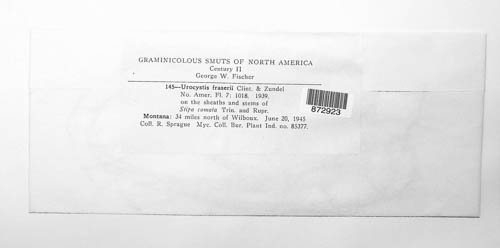 GRAMINICOLOUS SMUTS OF NORTH AMERICA
Century II
George W. Fischer
145—Urocystis fraserii Clint. & Zundel
No. Amer. Fl. 7: 1018. 1939.
on the sheaths and stems of
Stipa comata Trin. and Rupr.
Montana: 34 miles north of Wilboux. June 20, 1945
Coll. R. Sprague Myc. Coll. Bur. Plant Ind. no. 85377.
872923